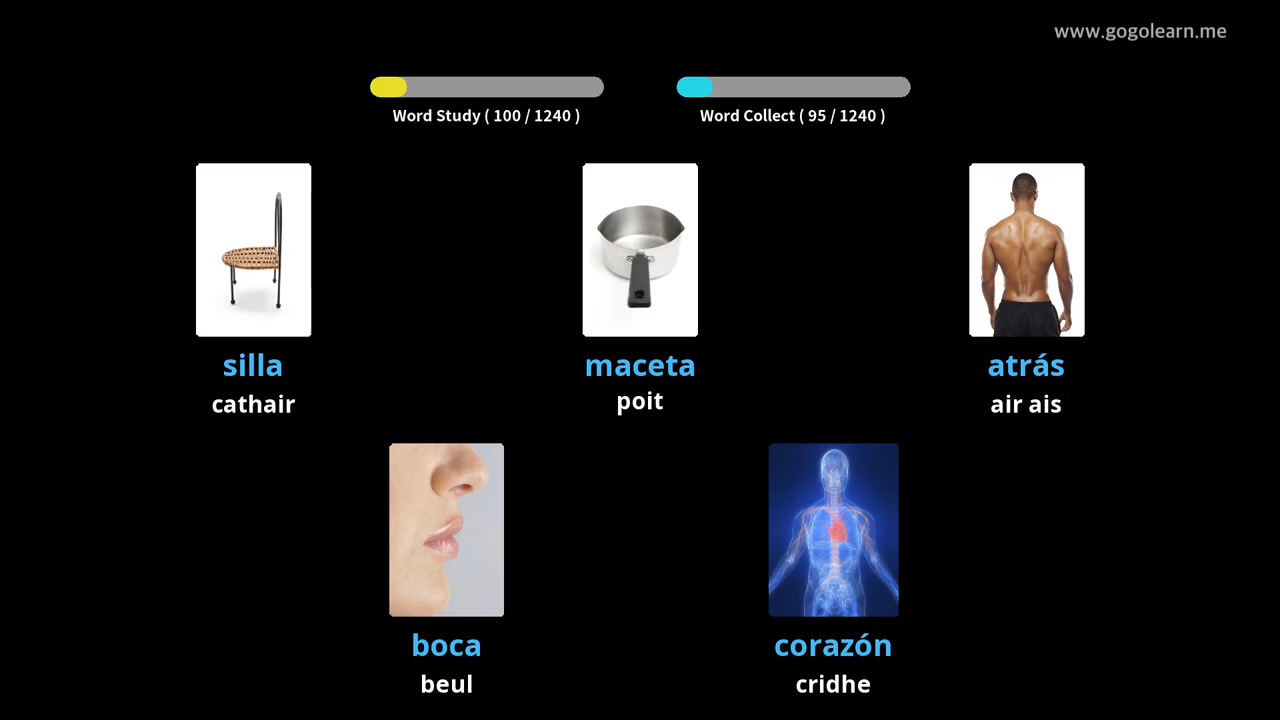 www.gogolearn.me
Word Study ( 100 / 1240 )
Word Collect ( 95 / 1240 )
silla
cathair
maceta
poit
atrás
air ais
boca
beul
corazón
cridhe